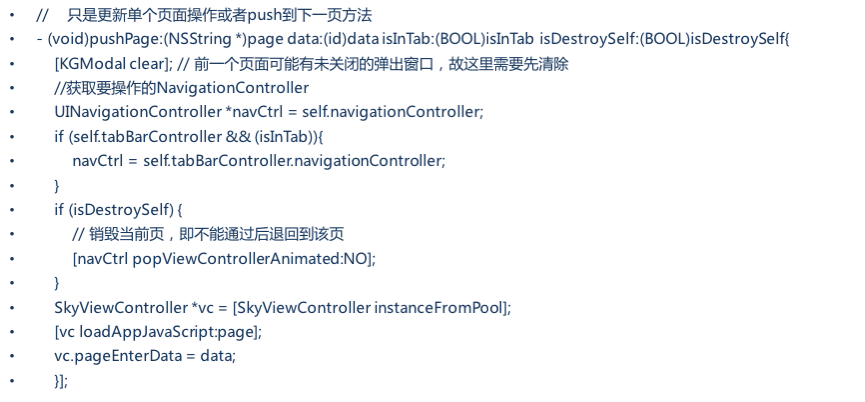 • // 只是更新单个页面操作或者push到下一页方法
• - (void)pushPage:(NSString *)page data:(id)data isInTab:(BOOL)isInTab isDestroySelf:(BOOL)isDestroySelf{
• [KGModal clear]; // 前一个页面可能有未关闭的弹出窗口，故这里需要先清除
• //获取要操作的NavigationController
• UINavigationController *navCtrl = self.navigationController;
• if (self.tabBarController && (isInTab)){
• navCtrl = self.tabBarController.navigationController;
• }
• if (isDestroySelf) {
• // 销毁当前页，即不能通过后退回到该页
• [navCtrl popViewControllerAnimated:NO];
• }
• SkyViewController *vc = [SkyViewController instanceFromPool];
• [vc loadAppJavaScript:page];
• vc.pageEnterData = data;
• }];